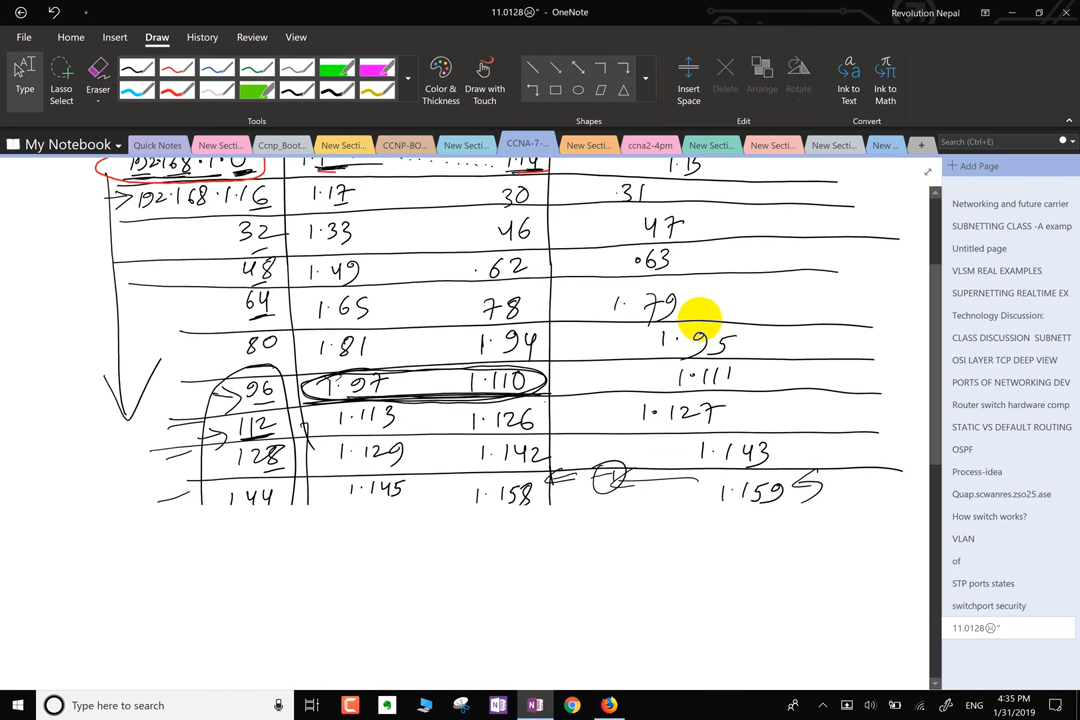 11.0128☹" - OneNote
Revolution Nepal
File Home Insert Draw History Review View
Type
Lasso Select
Eraser
Color & Thickness
Draw with Touch
Insert Space
Delete
Arrange
Rotate
Ink to Text
Ink to Math
Tools
Shapes
Edit
Convert
My Notebook
Quick Notes
New Secti...
Ccnp_Boot...
New Secti...
CCNP-BO...
New Secti...
CCNA-7-...
New Secti...
ccna2-4pm
New Secti...
New Secti...
New Secti...
New ...
Search (Ctrl+E)
192.168.1.0 1.1 ......... 1.14 1.15
192.168.1.16 1.17 30 .31
32 1.33 46 47
48 1.49 .62 .63
64 1.65 78 1.79
80 1.81 1.94 1.95
96 1.97 1.110 1.111
112 1.113 1.126 1.127
128 1.129 1.142 1.143
144 1.145 1.158 1.159
Add Page
Networking and future carrier
SUBNETTING CLASS -A examp
Untitled page
VLSM REAL EXAMPLES
SUPERNETTING REALTIME EX
Technology Discussion:
CLASS DISCUSSION SUBNETT
OSI LAYER TCP DEEP VIEW
PORTS OF NETWORKING DEV
Router switch hardware comp
STATIC VS DEFAULT ROUTING
OSPF
Process-idea
Quap.scwanres.zso25.ase
How switch works?
VLAN
of
STP ports states
switchport security
11.0128☹"
Type here to search
ENG
4:35 PM
1/31/2019